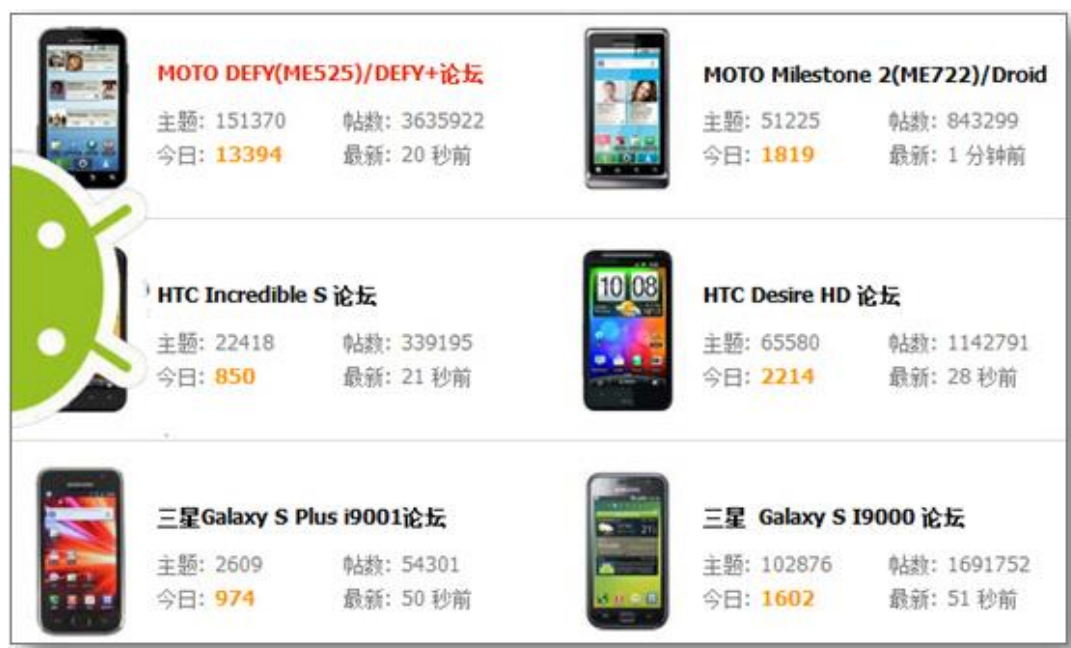 MOTO DEFY(ME525)/DEFY+论坛
主题: 151370 帖数: 3635922
今日: 13394 最新: 20 秒前
MOTO Milestone 2(ME722)/Droid
主题: 51225 帖数: 843299
今日: 1819 最新: 1 分钟前
HTC Incredible S 论坛
主题: 22418 帖数: 339195
今日: 850 最新: 21 秒前
HTC Desire HD 论坛
主题: 65580 帖数: 1142791
今日: 2214 最新: 28 秒前
10 08
三星Galaxy S Plus i9001论坛
主题: 2609 帖数: 54301
今日: 974 最新: 50 秒前
三星 Galaxy S I9000 论坛
主题: 102876 帖数: 1691752
今日: 1602 最新: 51 秒前